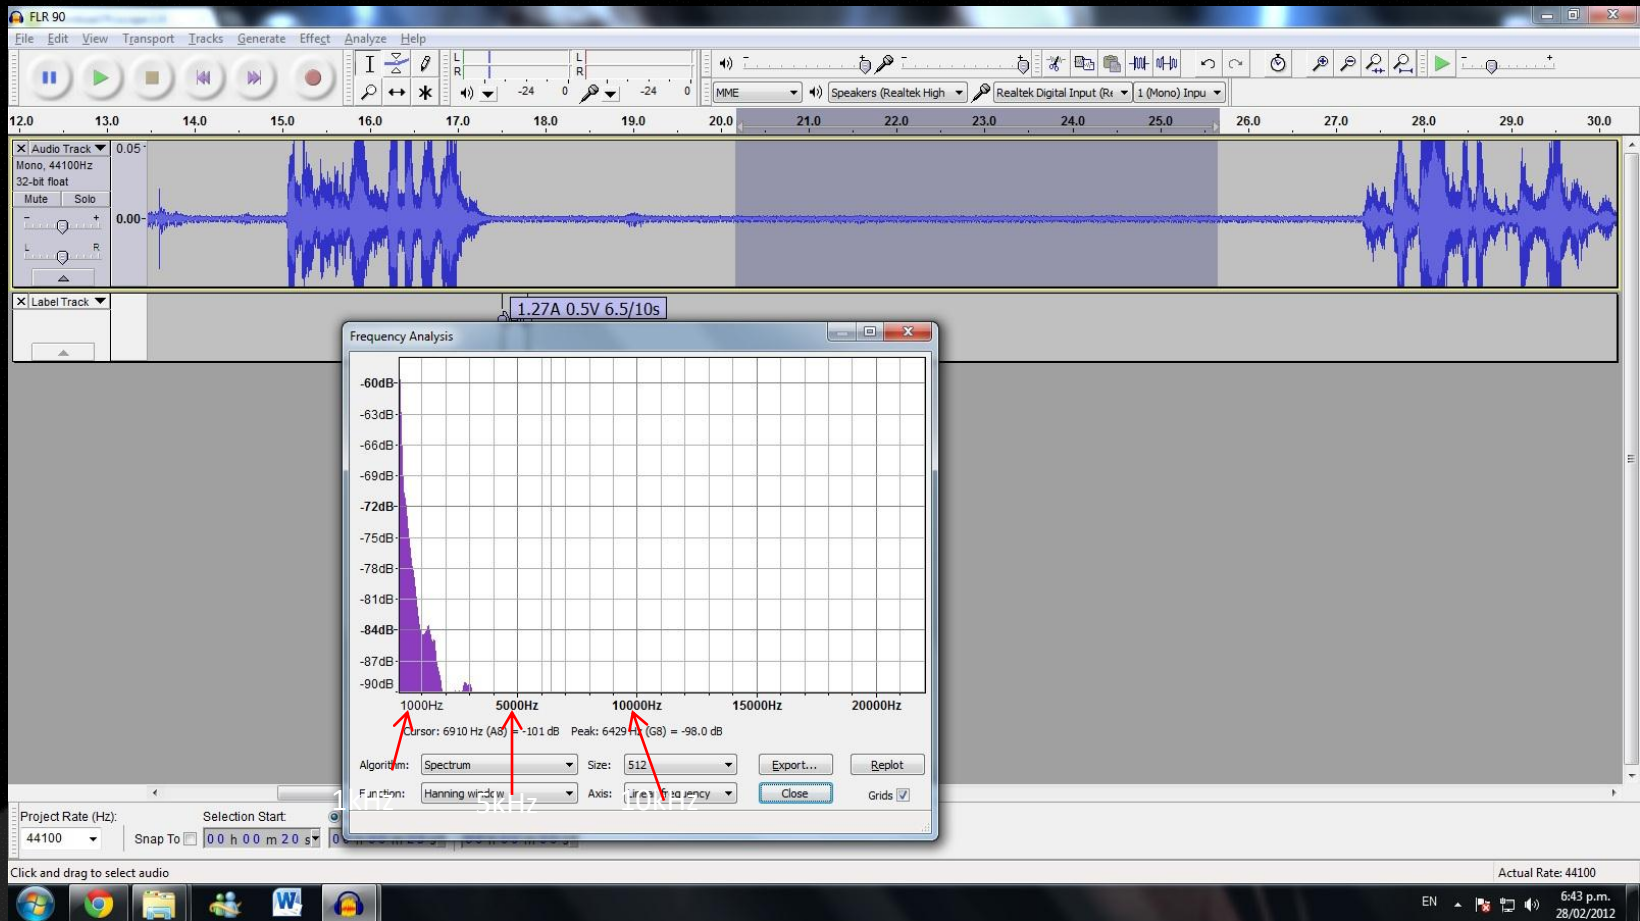 FLR 90
File Edit View Transport Tracks Generate Effect Analyze Help
L
R
-24 0
L
R
-24 0
MME
Speakers (Realtek High
Realtek Digital Input (Re
1 (Mono) Inpu
12.0 13.0 14.0 15.0 16.0 17.0 18.0 19.0 20.0 21.0 22.0 23.0 24.0 25.0 26.0 27.0 28.0 29.0 30.0
X Audio Track
Mono, 44100Hz
32-bit float
Mute Solo
- +
L R
0.05
0.00
X Label Track
1.27A 0.5V 6.5/10s
Frequency Analysis
-60dB
-63dB
-66dB
-69dB
-72dB
-75dB
-78dB
-81dB
-84dB
-87dB
-90dB
1000Hz 5000Hz 10000Hz 15000Hz 20000Hz
Cursor: 6910 Hz (A8) = -101 dB Peak: 6429 Hz (G8) = -98.0 dB
Algorithm: Spectrum Size: 512 Export... Replot
Function: Hanning window Axis: Linear frequency Close Grids
1kHz 5kHz 10kHz
Project Rate (Hz):
44100
Snap To
Selection Start
00 h 00 m 20 s
Click and drag to select audio
Actual Rate: 44100
EN
6:43 p.m.
28/02/2012